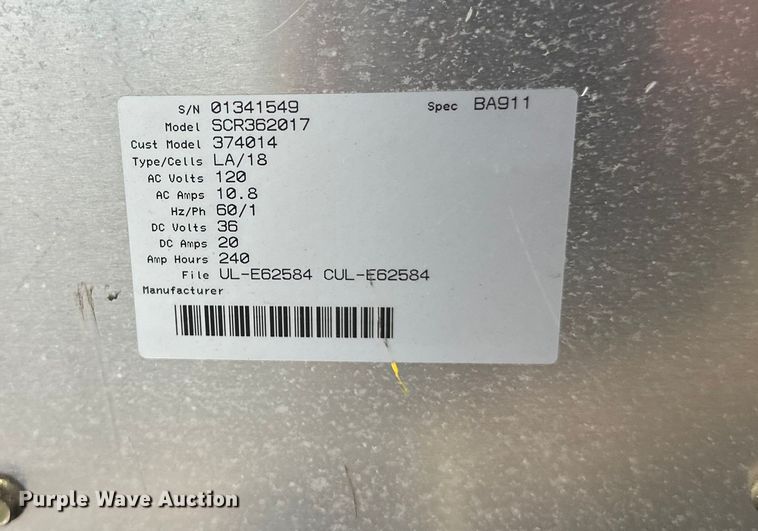 S/N 01341549 Spec BA911
Model SCR362017
Cust Model 374014
Type/Cells LA/18
AC Volts 120
AC Amps 10.8
Hz/Ph 60/1
DC Volts 36
DC Amps 20
Amp Hours 240
File UL-E62584 CUL-E62584
Manufacturer
Purple Wave Auction